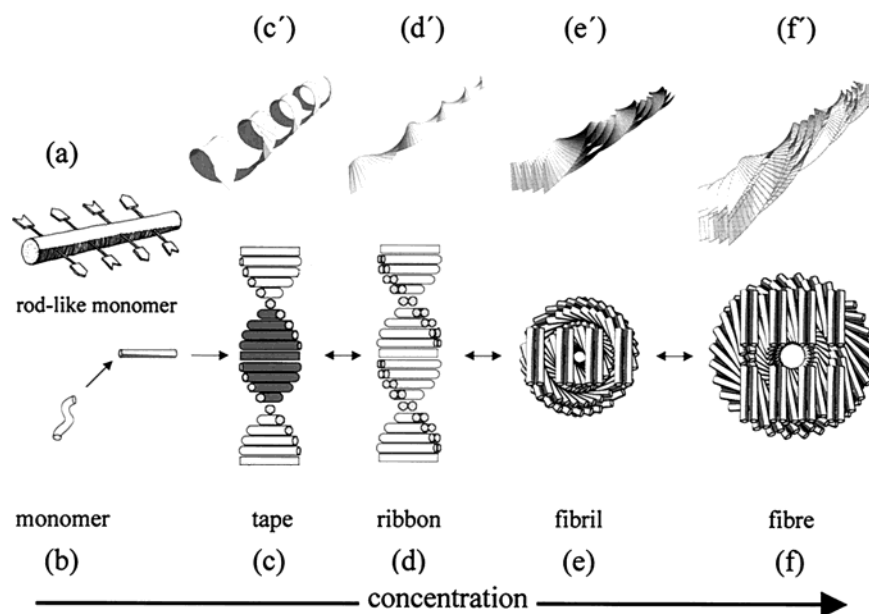 (c´) (d´) (e´) (f´)
(a)
rod-like monomer
monomer tape ribbon fibril fibre
(b) (c) (d) (e) (f)
concentration